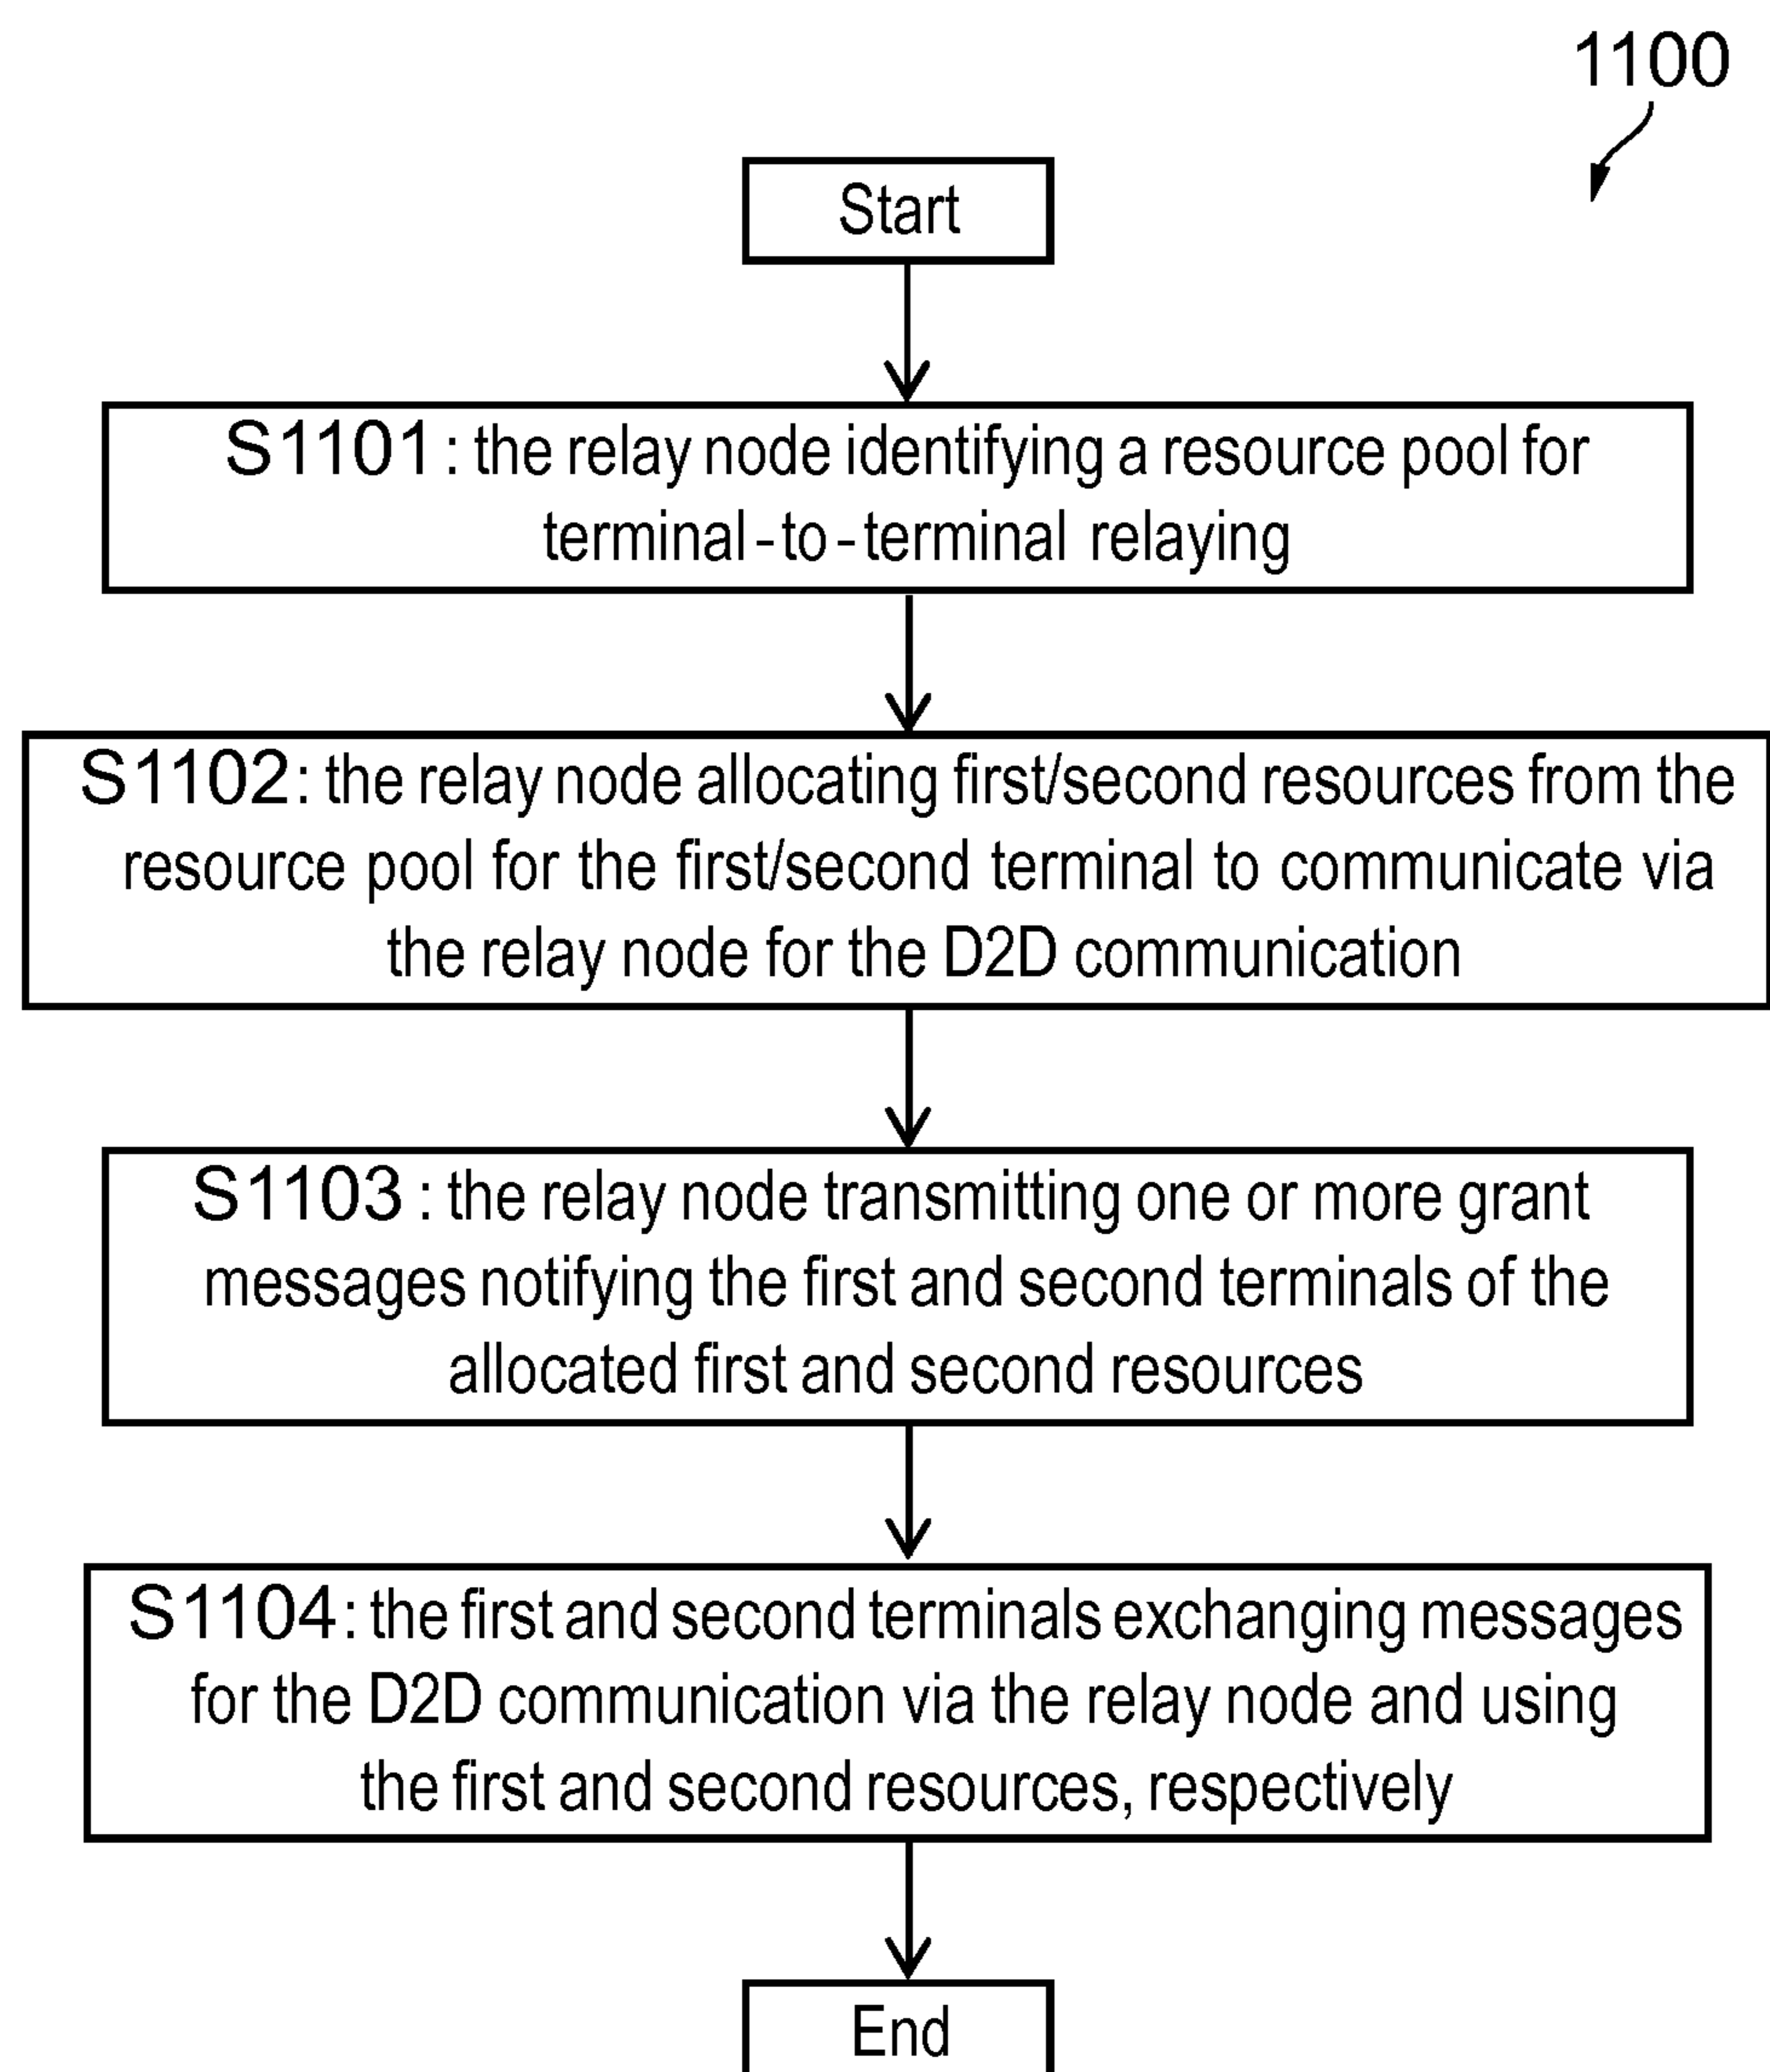 1100
Start
S1101: the relay node identifying a resource pool for
terminal-to-terminal relaying
S1102: the relay node allocating first/second resources from the
resource pool for the first/second terminal to communicate via
the relay node for the D2D communication
S1103: the relay node transmitting one or more grant
messages notifying the first and second terminals of the
allocated first and second resources
S1104: the first and second terminals exchanging messages
for the D2D communication via the relay node and using
the first and second resources, respectively
End